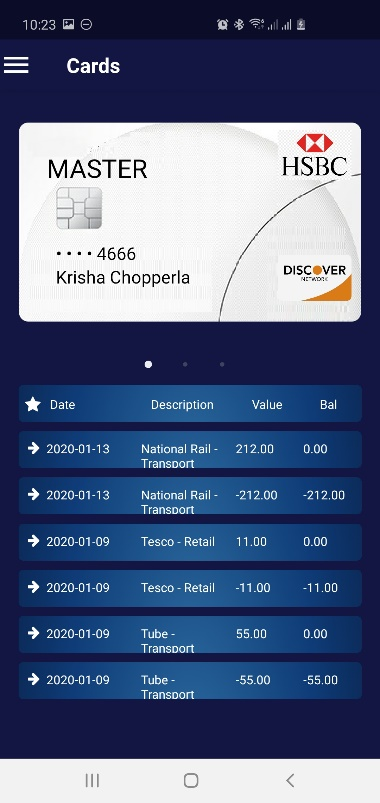 10:23
Cards
MASTER
HSBC
•••• 4666
Krisha Chopperla
DISCOVER
NETWORK
Date Description Value Bal
2020-01-13 National Rail - 212.00 0.00
Transport
2020-01-13 National Rail - -212.00 -212.00
Transport
2020-01-09 Tesco - Retail 11.00 0.00
2020-01-09 Tesco - Retail -11.00 -11.00
2020-01-09 Tube - 55.00 0.00
Transport
2020-01-09 Tube - -55.00 -55.00
Transport